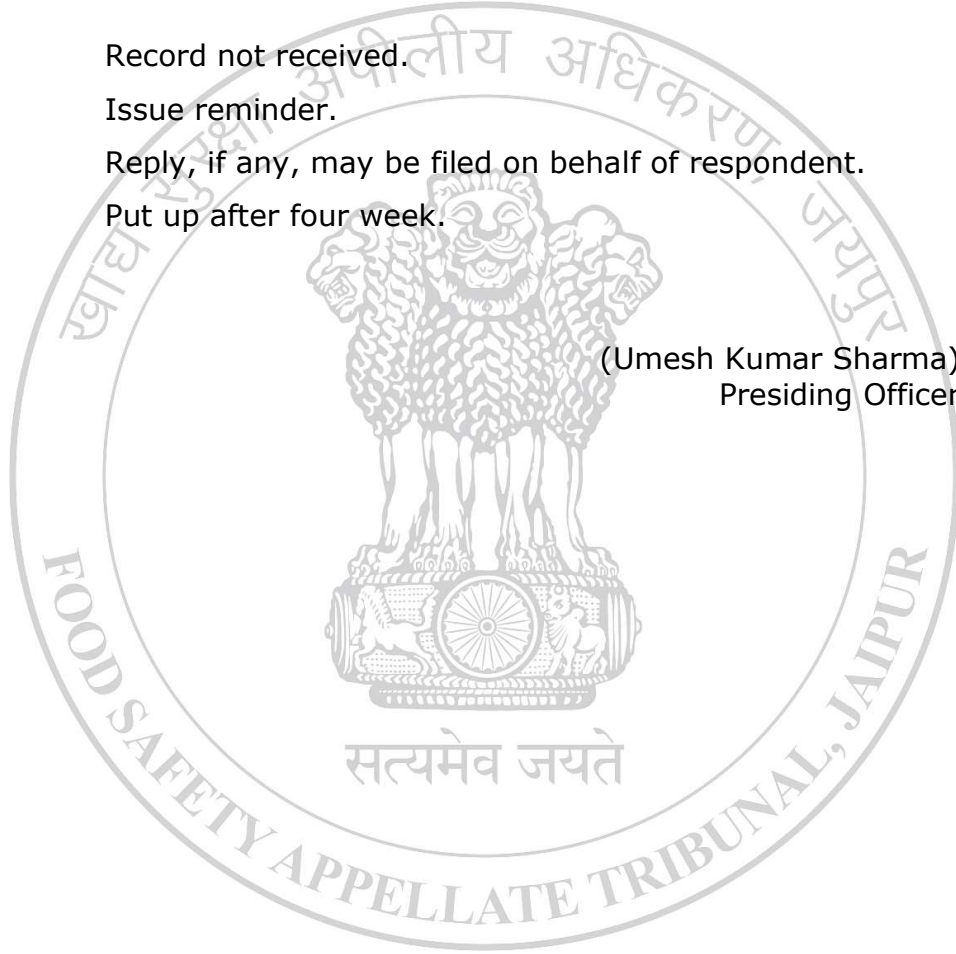 Record not received.
Issue reminder.
Reply, if any, may be filed on behalf of respondent.
Put up after four week.
(Umesh Kumar Sharma)
Presiding Officer
खाद्य सुरक्षा अपीलीय अधिकरण, जयपुर
सत्यमेव जयते
FOOD SAFETY APPELLATE TRIBUNAL, JAIPUR